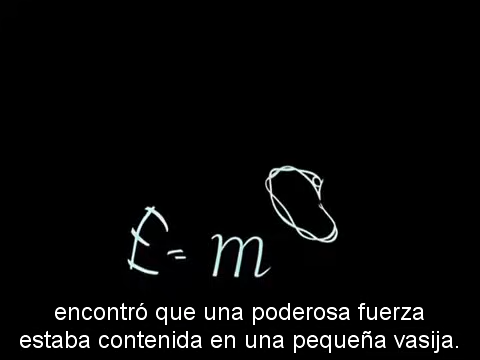 E = m
encontró que una poderosa fuerza
estaba contenida en una pequeña vasija.